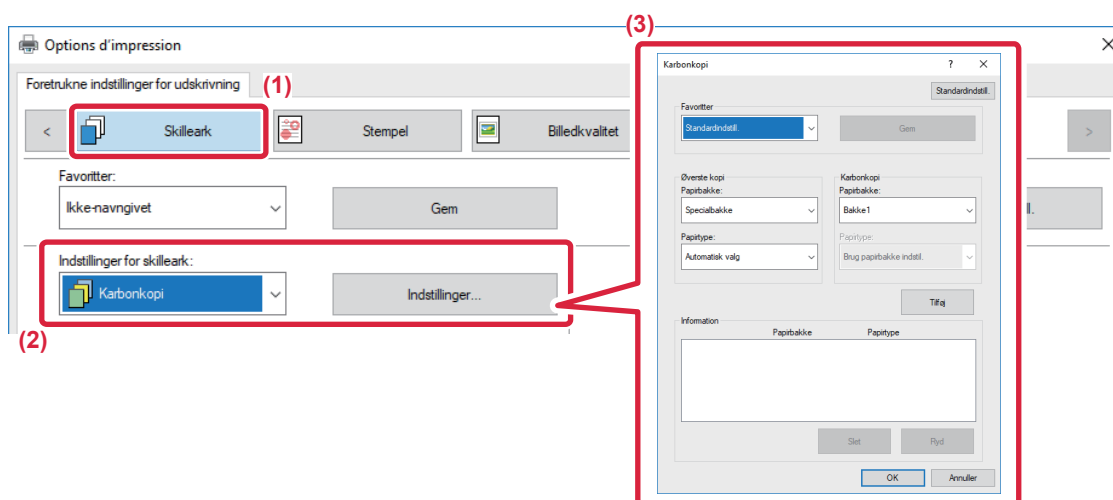 (3)
Options d'impression
Foretrukne indstillinger for udskrivning
(1)
< Skilleark Stempel Billedkvalitet >
Favoritter:
Ikke-navngivet Gem
l.
Indstillinger for skilleark:
Karbonkopi Indstillinger...
(2)
Karbonkopi ?
Standardindstill.
Favoritter
Standardindstill. Gem
Øverste kopi Karbonkopi
Papirbakke: Papirbakke:
Specialbakke Bakke1
Papirtype: Papirtype:
Automatisk valg Brug papirbakke indstil.
Tilføj
Information
Papirbakke Papirtype
Slet Ryd
OK Annuller